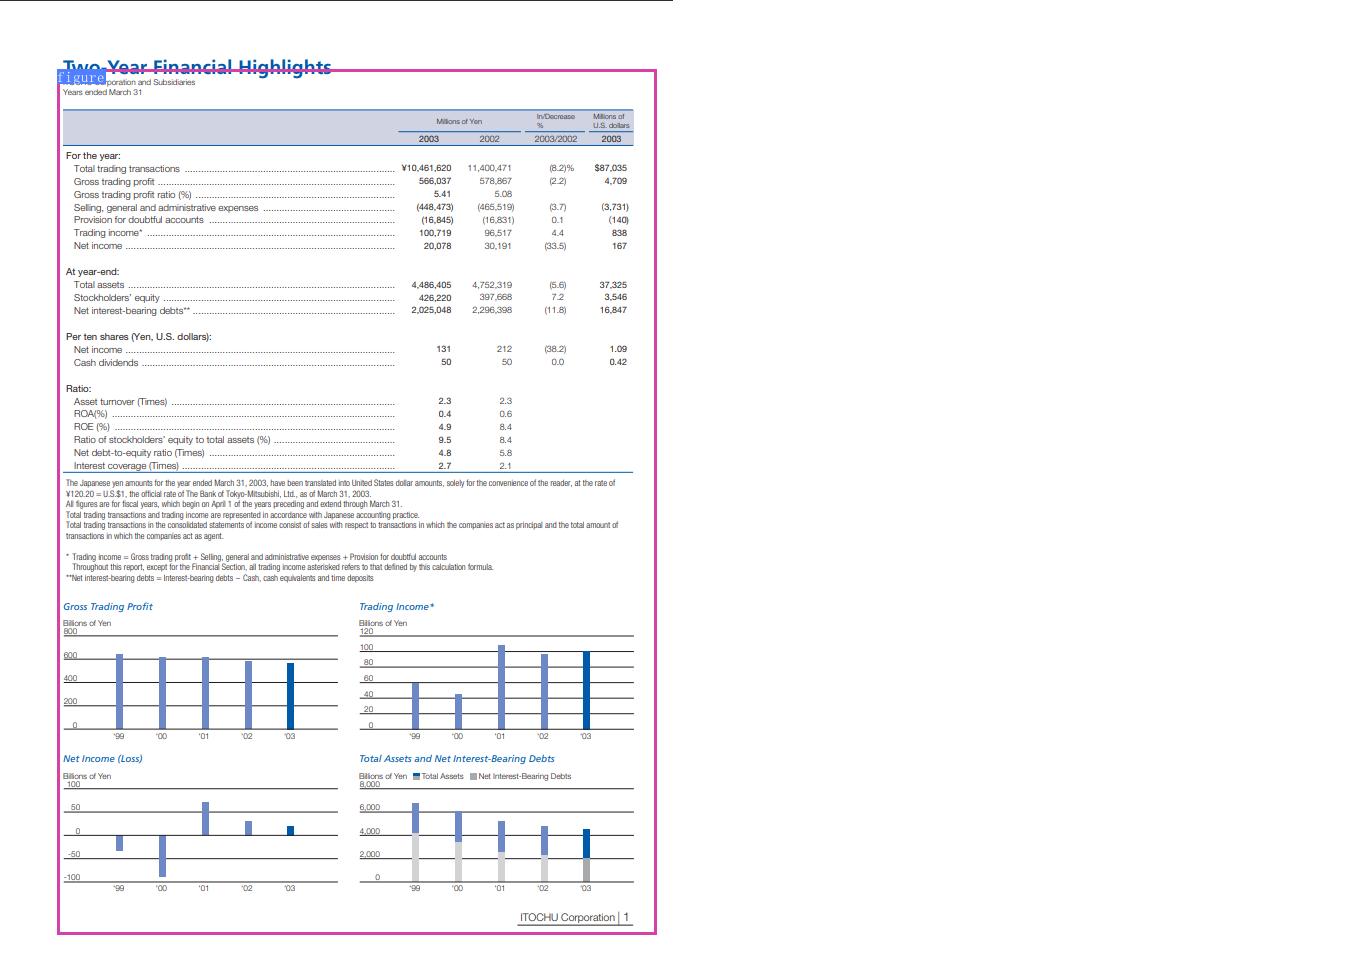 Two-Year Financial Highlights
figure
poration and Subsidiaries
Years ended March 31
Millions of Yen In/Decrease % Millions of U.S. dollars
2003 2002 2003/2002 2003
For the year:
Total trading transactions ¥10,461,620 11,400,471 (8.2)% $87,035
Gross trading profit 566,037 578,867 (2.2) 4,709
Gross trading profit ratio (%) 5.41 5.08
Selling, general and administrative expenses (448,473) (465,519) (3.7) (3,731)
Provision for doubtful accounts (16,845) (16,831) 0.1 (140)
Trading income* 100,719 96,517 4.4 838
Net income 20,078 30,191 (33.5) 167
At year-end:
Total assets 4,486,405 4,752,319 (5.6) 37,325
Stockholders' equity 426,220 397,668 7.2 3,546
Net interest-bearing debts** 2,025,048 2,296,398 (11.8) 16,847
Per ten shares (Yen, U.S. dollars):
Net income 131 212 (38.2) 1.09
Cash dividends 50 50 0.0 0.42
Ratio:
Asset turnover (Times) 2.3 2.3
ROA(%) 0.4 0.6
ROE (%) 4.9 8.4
Ratio of stockholders' equity to total assets (%) 9.5 8.4
Net debt-to-equity ratio (Times) 4.8 5.8
Interest coverage (Times) 2.7 2.1
The Japanese yen amounts for the year ended March 31, 2003, have been translated into United States dollar amounts, solely for the convenience of the reader, at the rate of
¥120.20 = U.S.$1, the official rate of The Bank of Tokyo-Mitsubishi, Ltd., as of March 31, 2003.
All figures are for fiscal years, which begin on April 1 of the years preceding and extend through March 31.
Total trading transactions and trading income are represented in accordance with Japanese accounting practice.
Total trading transactions in the consolidated statements of income consist of sales with respect to transactions in which the companies act as principal and the total amount of
transactions in which the companies act as agent.
* Trading income = Gross trading profit + Selling, general and administrative expenses + Provision for doubtful accounts
Throughout this report, except for the Financial Section, all trading income asterisked refers to that defined by this calculation formula.
**Net interest-bearing debts = Interest-bearing debts – Cash, cash equivalents and time deposits
Gross Trading Profit
Billions of Yen
800
600
400
200
0
'99 '00 '01 '02 '03
Trading Income*
Billions of Yen
120
100
80
60
40
20
0
'99 '00 '01 '02 '03
Net Income (Loss)
Billions of Yen
100
50
0
-50
-100
'99 '00 '01 '02 '03
Total Assets and Net Interest-Bearing Debts
Billions of Yen Total Assets Net Interest-Bearing Debts
8,000
6,000
4,000
2,000
0
'99 '00 '01 '02 '03
ITOCHU Corporation | 1